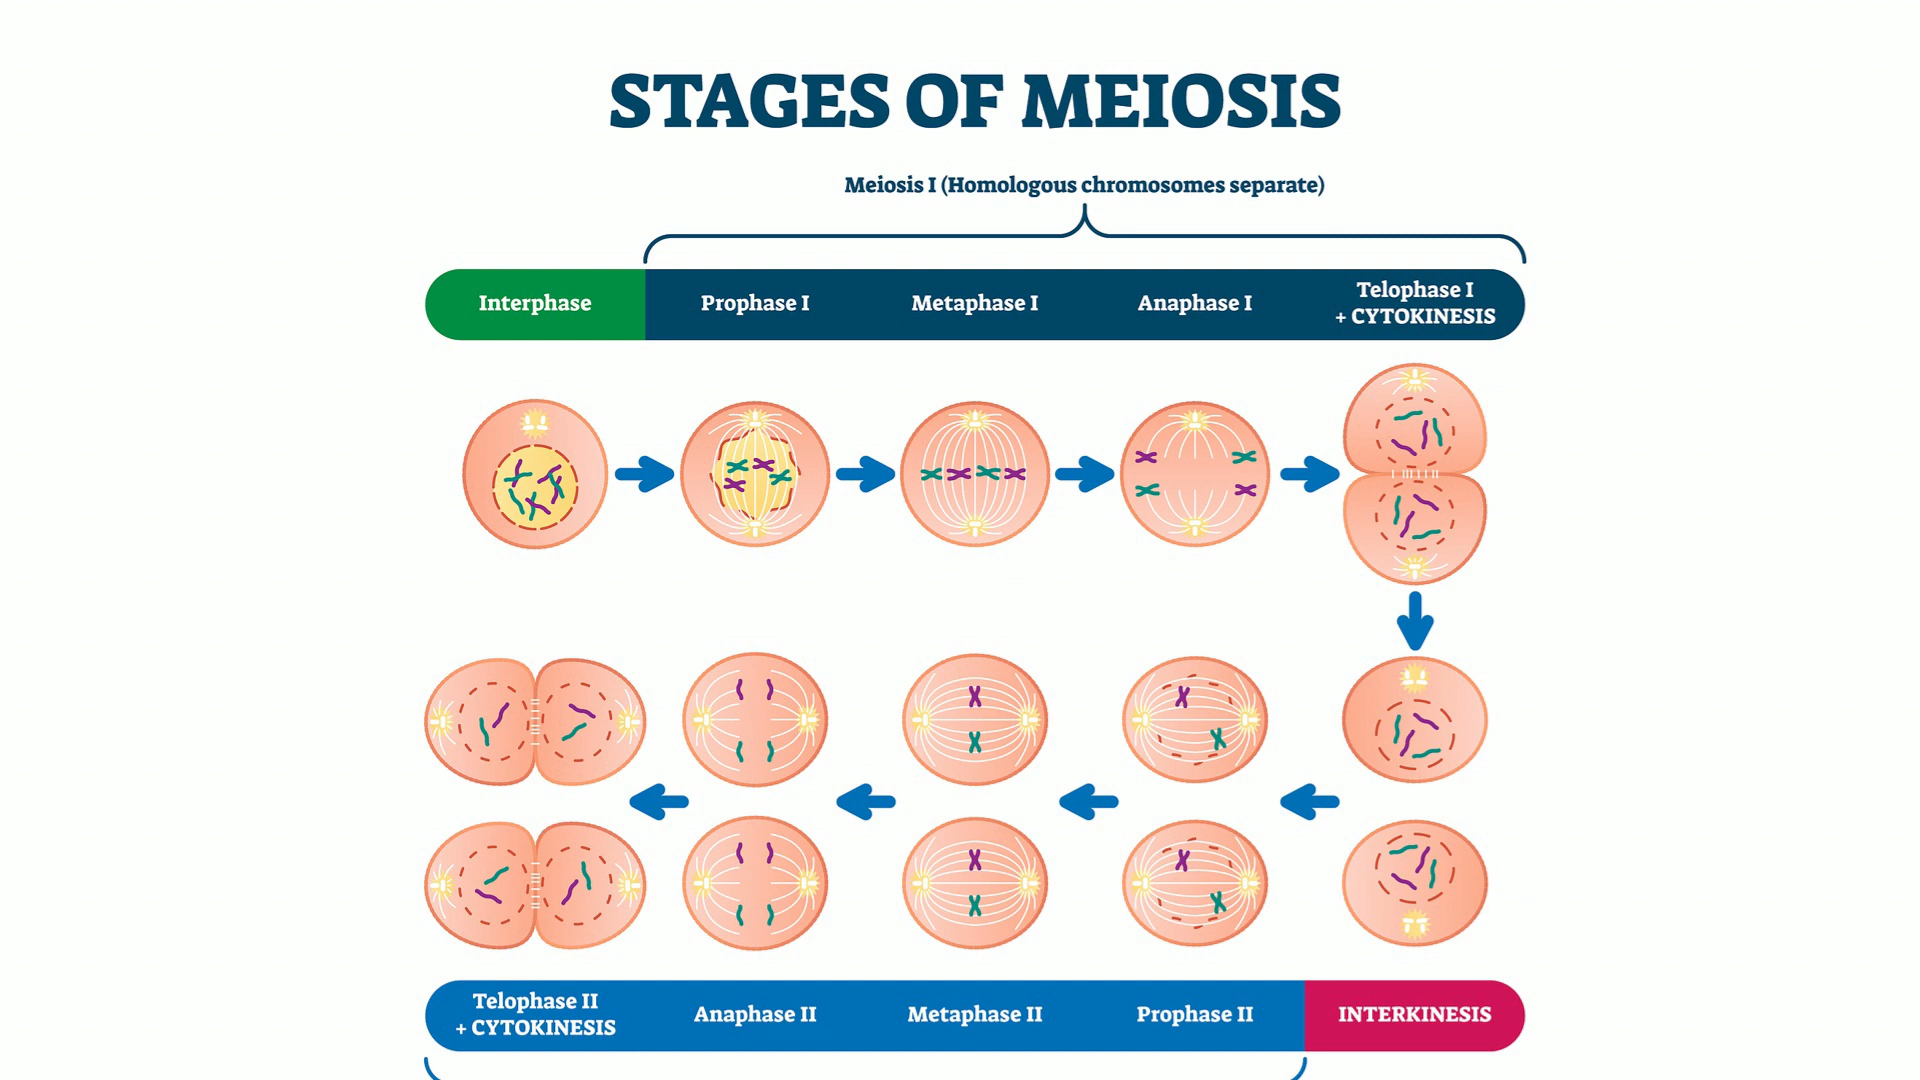 STAGES OF MEIOSIS
Meiosis I (Homologous chromosomes separate)
Interphase
Prophase I
Metaphase I
Anaphase I
Telophase I
+ CYTOKINESIS
Telophase II
+ CYTOKINESIS
Anaphase II
Metaphase II
Prophase II
INTERKINESIS